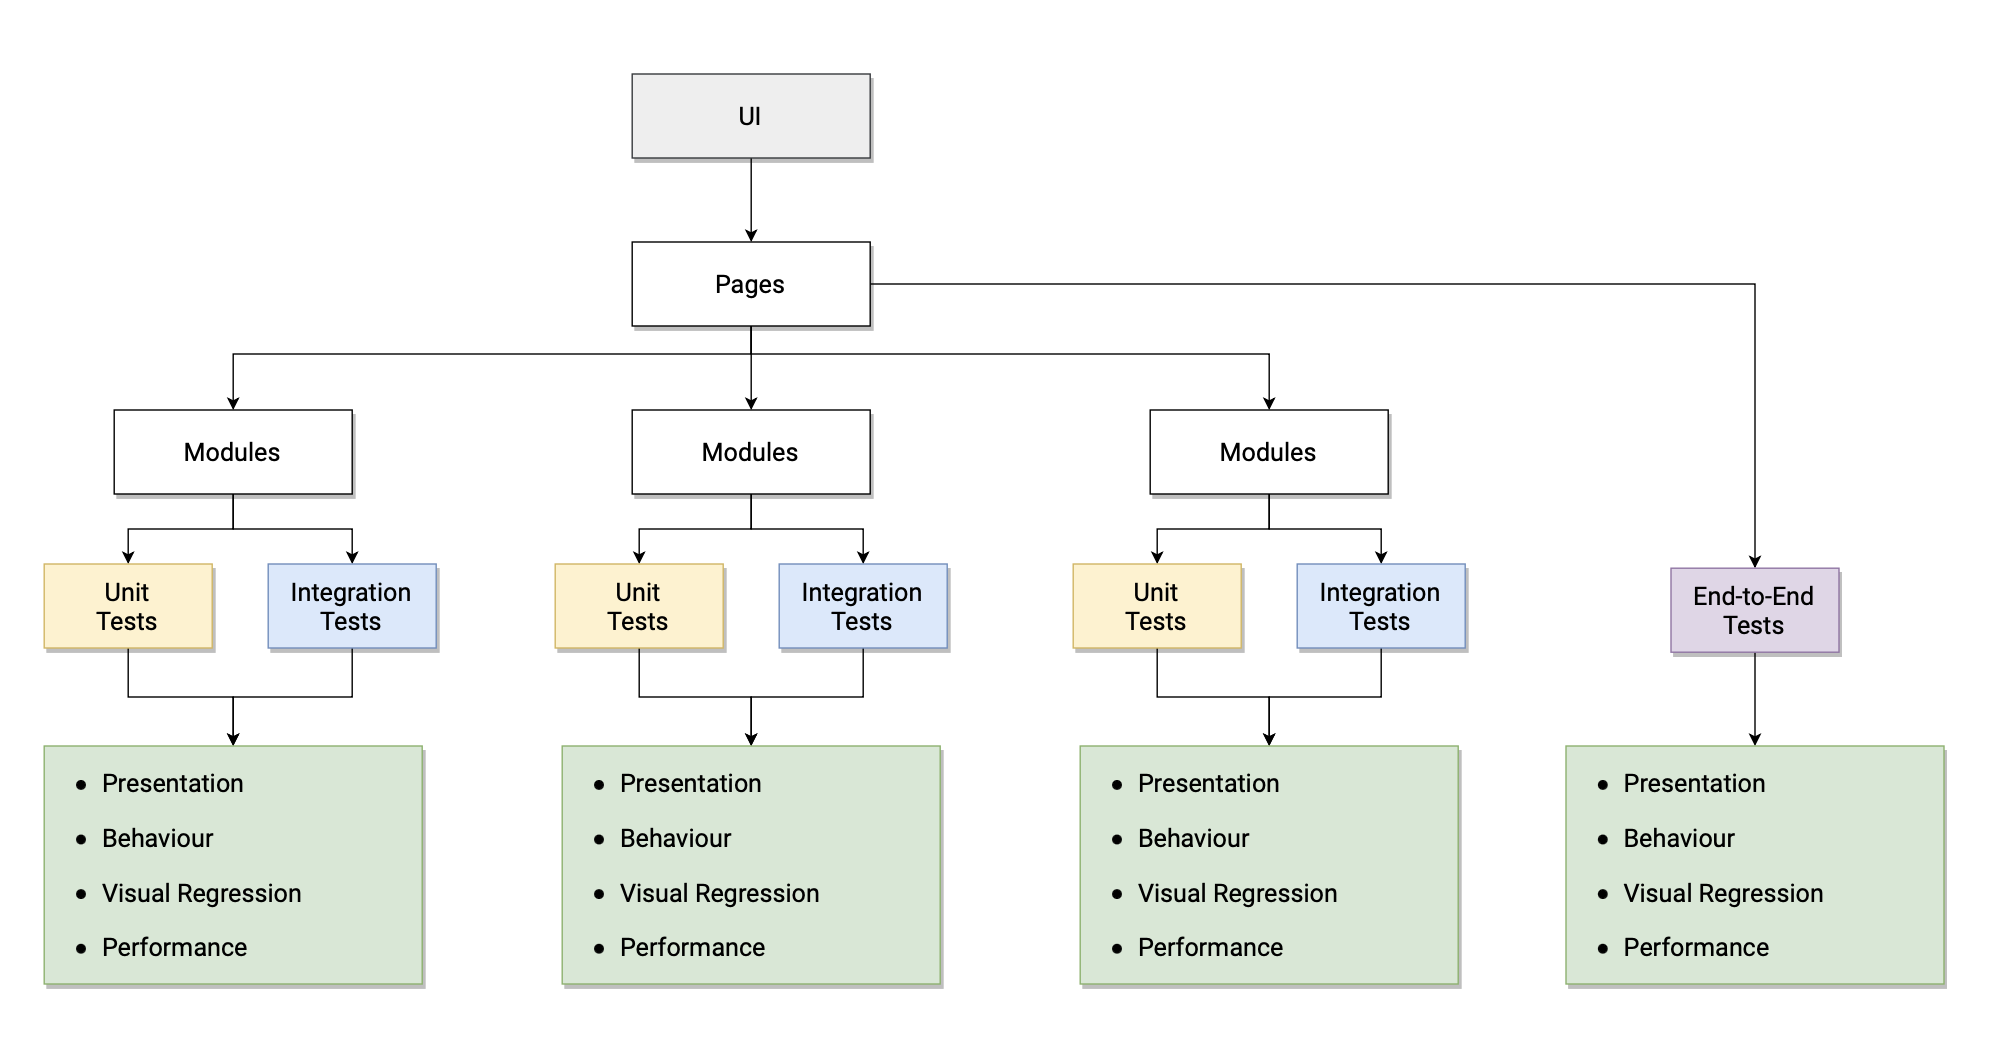 UI
Pages
Modules
Modules
Modules
Unit
Tests
Integration
Tests
Unit
Tests
Integration
Tests
Unit
Tests
Integration
Tests
End-to-End
Tests
• Presentation
• Behaviour
• Visual Regression
• Performance
• Presentation
• Behaviour
• Visual Regression
• Performance
• Presentation
• Behaviour
• Visual Regression
• Performance
• Presentation
• Behaviour
• Visual Regression
• Performance